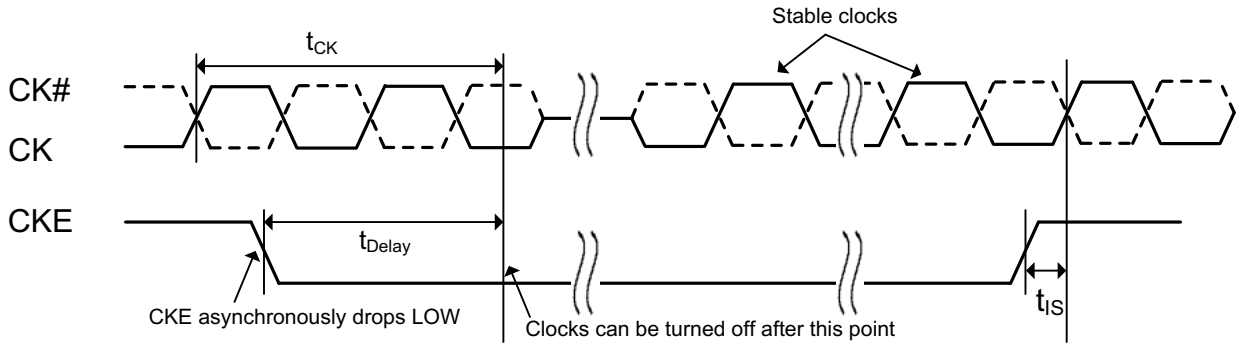 Stable clocks
tCK
CK#
CK
CKE
tDelay
tIS
CKE asynchronously drops LOW
Clocks can be turned off after this point